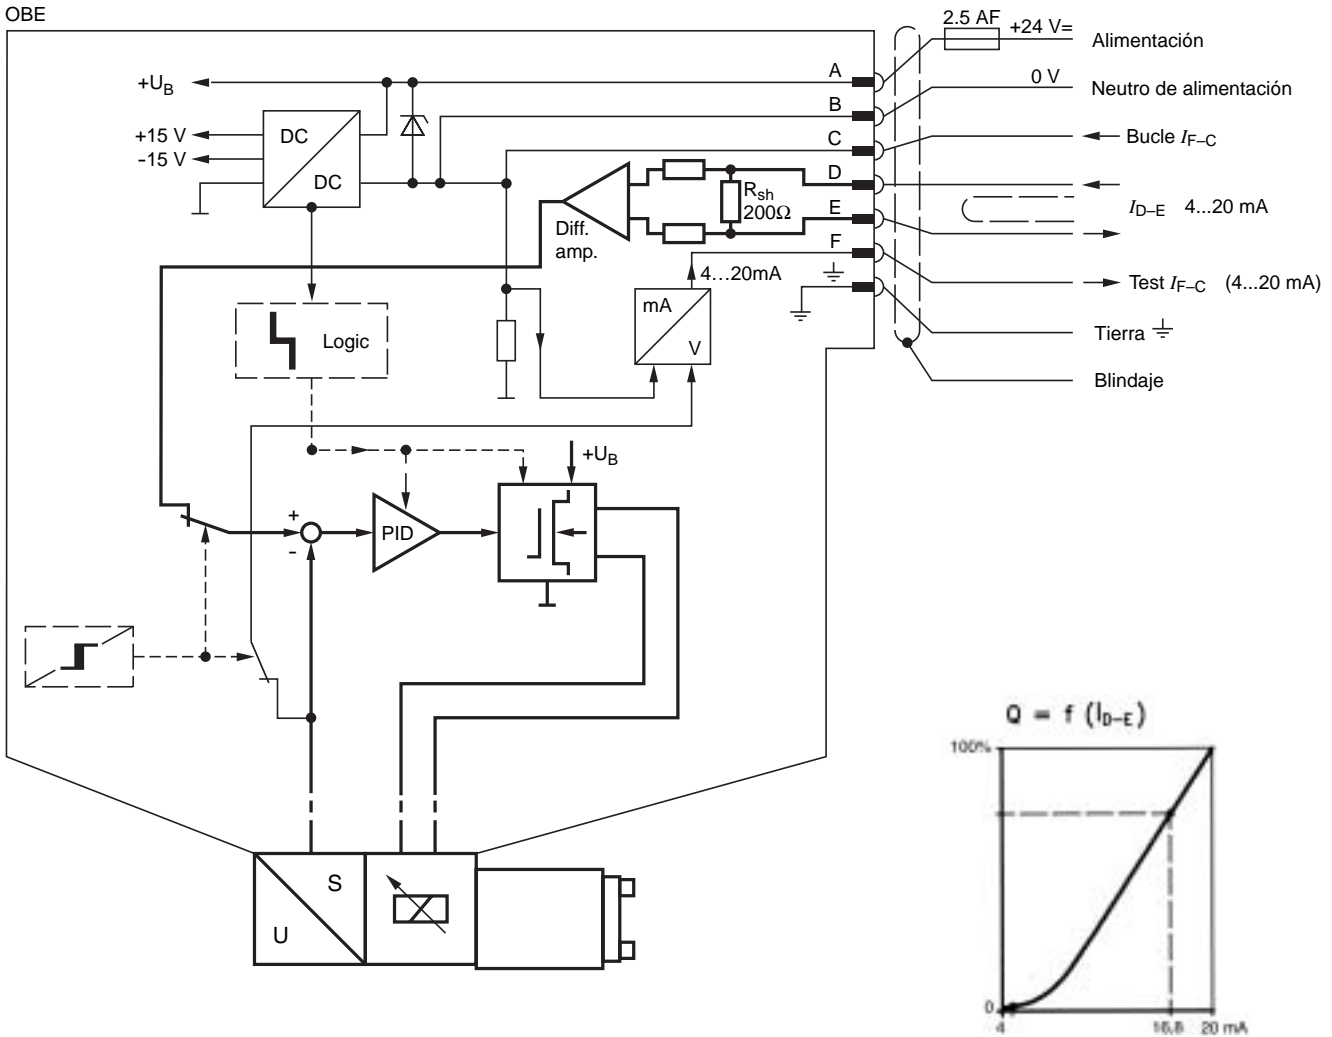 OBE
2.5 AF
+24 V=
Alimentación
A
+U_B
0 V
Neutro de alimentación
B
+15 V
-15 V
DC
DC
C
Bucle I_F–C
D
R_sh
200Ω
I_D–E 4...20 mA
E
Diff.
amp.
F
4...20mA
Test I_F–C (4...20 mA)
mA
V
Logic
Tierra
Blindaje
+U_B
+
-
PID
S
U
Q = f (I_D–E)
100%
0
4
16,8
20 mA